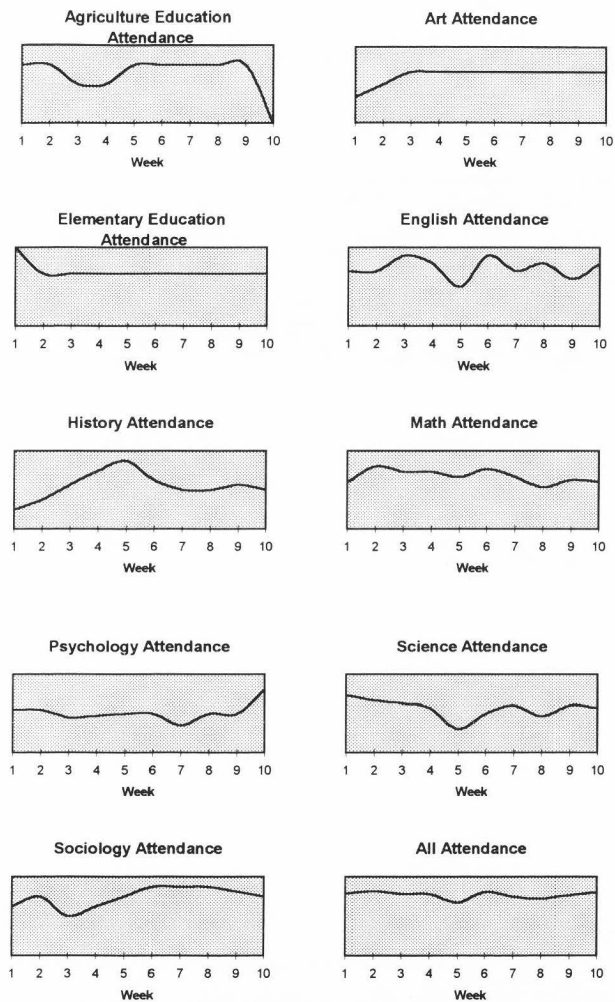 Agriculture Education
Attendance
1 2 3 4 5 6 7 8 9 10
Week
Art Attendance
1 2 3 4 5 6 7 8 9 10
Week
Elementary Education
Attendance
1 2 3 4 5 6 7 8 9 10
Week
English Attendance
1 2 3 4 5 6 7 8 9 10
Week
History Attendance
1 2 3 4 5 6 7 8 9 10
Week
Math Attendance
1 2 3 4 5 6 7 8 9 10
Week
Psychology Attendance
1 2 3 4 5 6 7 8 9 10
Week
Science Attendance
1 2 3 4 5 6 7 8 9 10
Week
Sociology Attendance
1 2 3 4 5 6 7 8 9 10
Week
All Attendance
1 2 3 4 5 6 7 8 9 10
Week